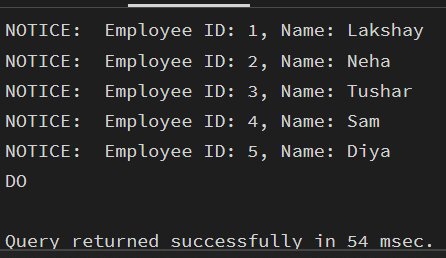 NOTICE:  Employee ID: 1, Name: Lakshay
NOTICE:  Employee ID: 2, Name: Neha
NOTICE:  Employee ID: 3, Name: Tushar
NOTICE:  Employee ID: 4, Name: Sam
NOTICE:  Employee ID: 5, Name: Diya
DO
Query returned successfully in 54 msec.